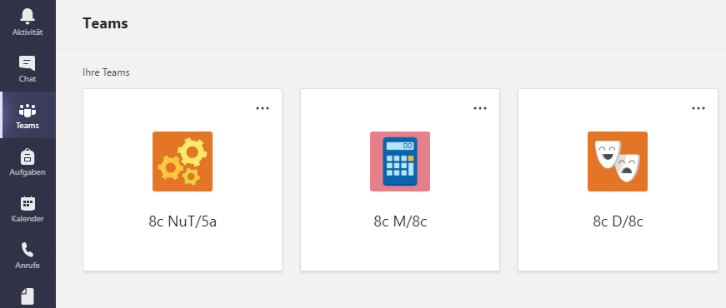 Teams
Aktivität
Chat
Teams
Aufgaben
Kalender
Anrufe
Ihre Teams
8c NuT/5a
8c M/8c
8c D/8c